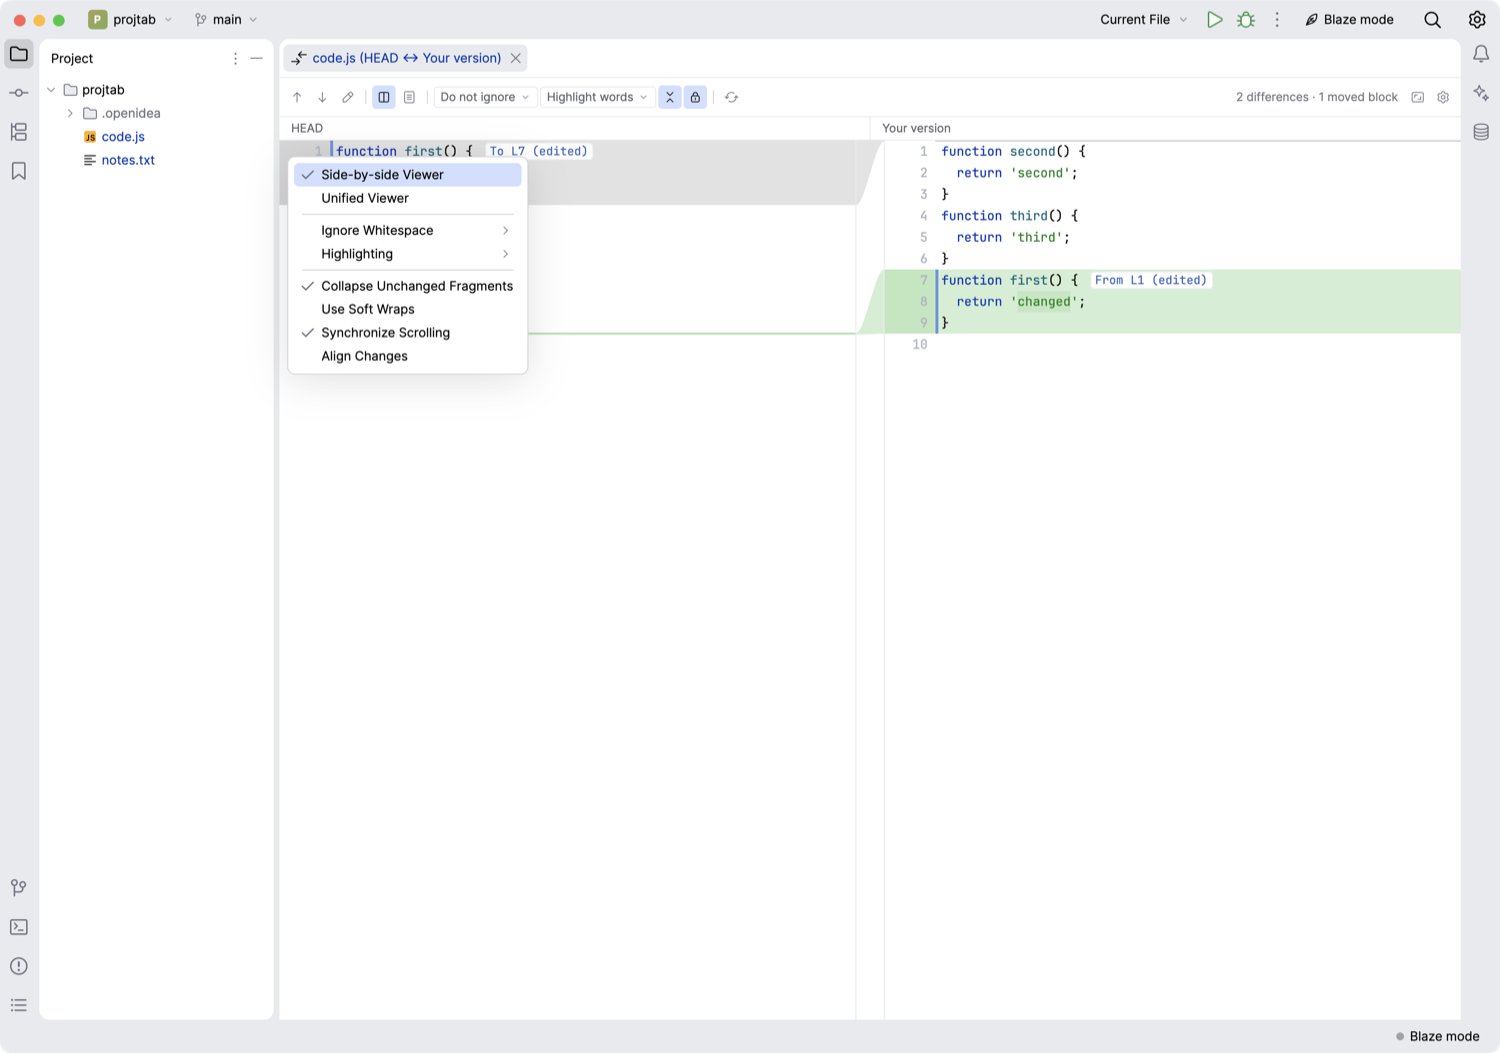 P projtab main Current File Blaze mode
Project
code.js (HEAD ↔ Your version)
projtab
.openidea
JS code.js
notes.txt
Do not ignore Highlight words 2 differences · 1 moved block
HEAD
1 function first() { To L7 (edited)
Side-by-side Viewer
Unified Viewer
Ignore Whitespace
Highlighting
Collapse Unchanged Fragments
Use Soft Wraps
Synchronize Scrolling
Align Changes
Your version
1 function second() {
2 return 'second';
3 }
4 function third() {
5 return 'third';
6 }
7 function first() { From L1 (edited)
8 return 'changed';
9 }
10
Blaze mode